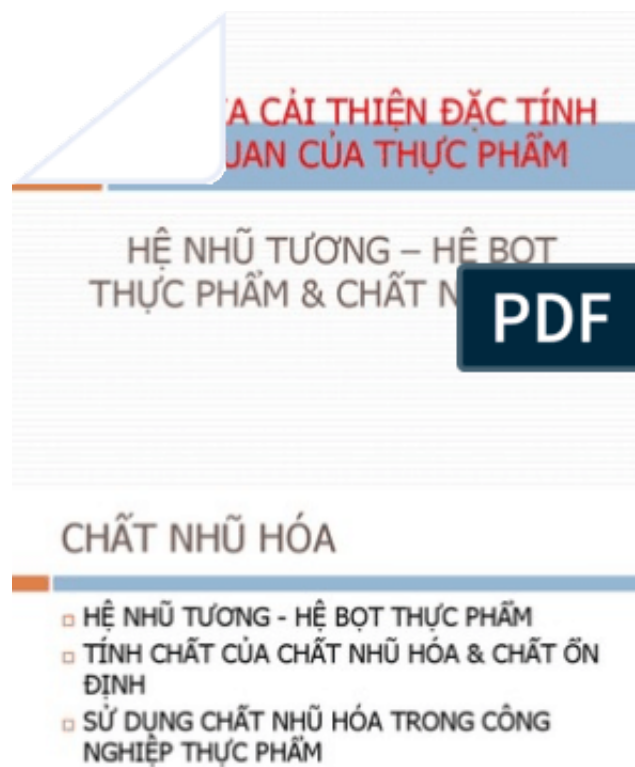 CẢI THIỆN ĐẶC TÍNH
CỦA THỰC PHẨM
HỆ NHŨ TƯƠNG – HỆ BỌT
THỰC PHẨM & CHẤT
PDF
CHẤT NHŨ HÓA
HỆ NHŨ TƯƠNG - HỆ BỌT THỰC PHẨM
TÍNH CHẤT CỦA CHẤT NHŨ HÓA & CHẤT ỔN
ĐỊNH
SỬ DỤNG CHẤT NHŨ HÓA TRONG CÔNG
NGHIỆP THỰC PHẨM